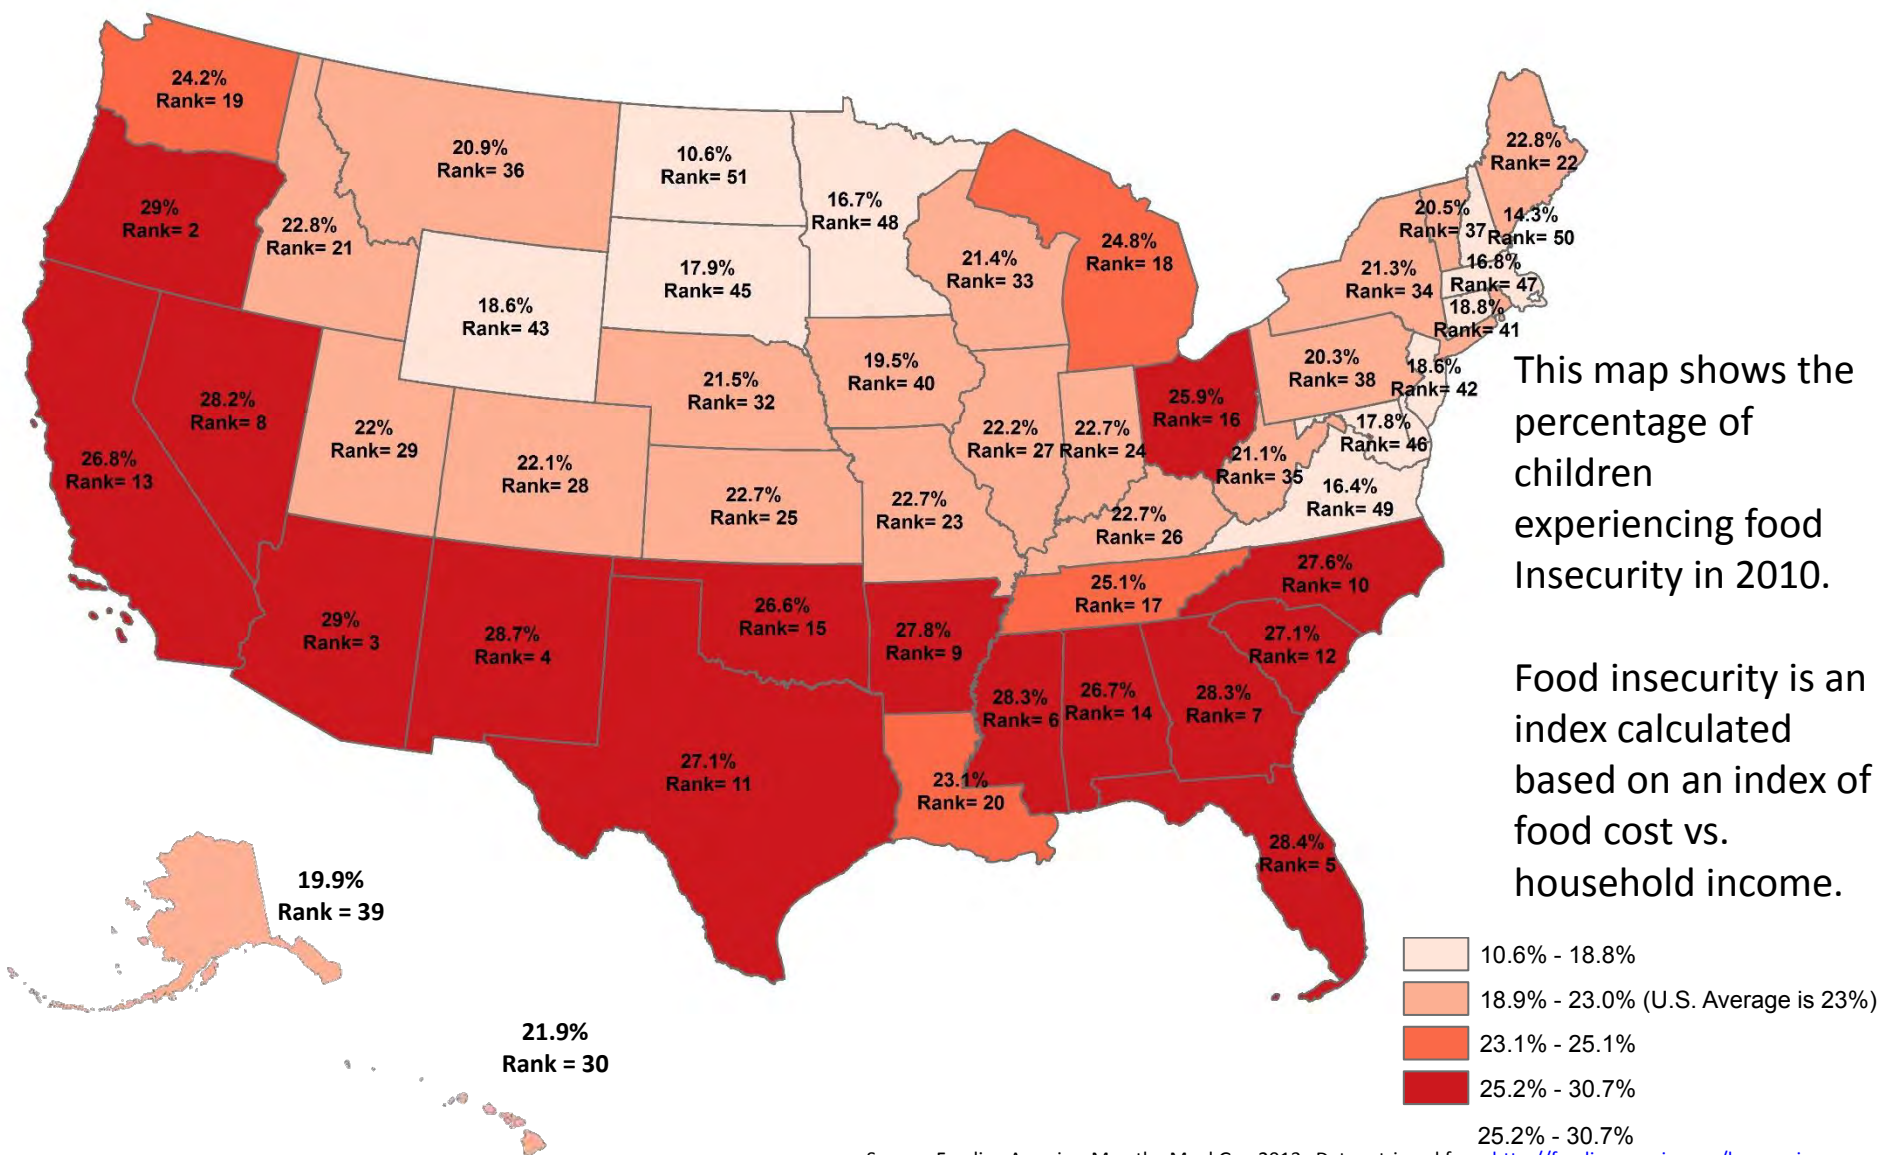 24.2%
Rank= 19
29%
Rank= 2
22.8%
Rank= 21
20.9%
Rank= 36
10.6%
Rank= 51
16.7%
Rank= 48
17.9%
Rank= 45
18.6%
Rank= 43
21.4%
Rank= 33
24.8%
Rank= 18
22.8%
Rank= 22
20.5%
Rank= 37
14.3%
Rank= 50
16.8%
Rank= 47
21.3%
Rank= 34
18.8%
Rank= 41
20.3%
Rank= 38
18.6%
Rank= 42
17.8%
Rank= 46
26.8%
Rank= 13
28.2%
Rank= 8
22%
Rank= 29
22.1%
Rank= 28
21.5%
Rank= 32
19.5%
Rank= 40
22.7%
Rank= 25
22.7%
Rank= 23
22.2%
Rank= 27
22.7%
Rank= 24
25.9%
Rank= 16
21.1%
Rank= 35
16.4%
Rank= 49
22.7%
Rank= 26
25.1%
Rank= 17
27.6%
Rank= 10
27.1%
Rank= 12
29%
Rank= 3
28.7%
Rank= 4
26.6%
Rank= 15
27.8%
Rank= 9
28.3%
Rank= 6
26.7%
Rank= 14
28.3%
Rank= 7
27.1%
Rank= 11
23.1%
Rank= 20
28.4%
Rank= 5
19.9%
Rank = 39
21.9%
Rank = 30
This map shows the
percentage of
children
experiencing food
Insecurity in 2010.
Food insecurity is an
index calculated
based on an index of
food cost vs.
household income.
10.6% - 18.8%
18.9% - 23.0% (U.S. Average is 23%)
23.1% - 25.1%
25.2% - 30.7%
25.2% - 30.7%